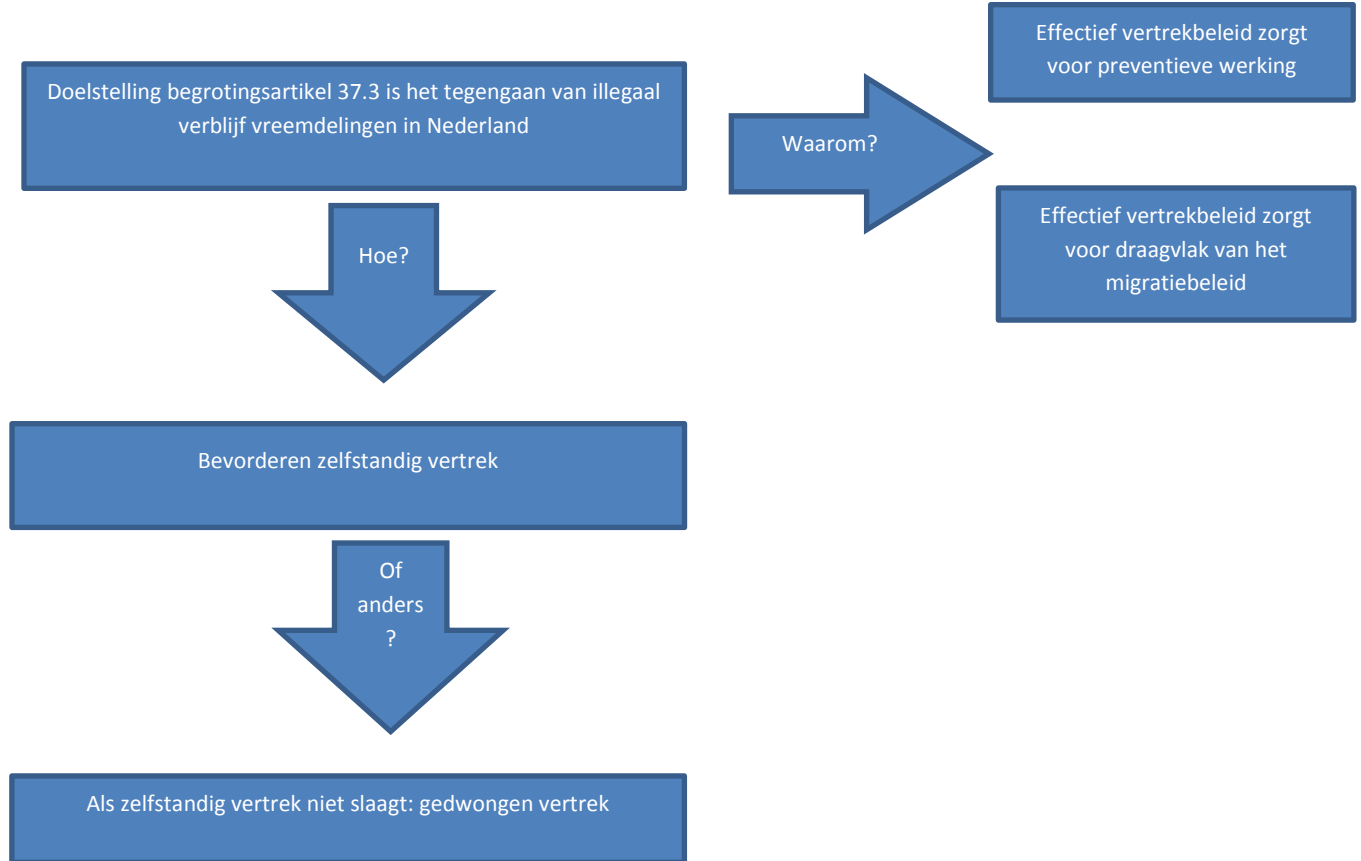 Doelstelling begrotingsartikel 37.3 is het tegengaan van illegaal
verblijf vreemdelingen in Nederland
Waarom?
Effectief vertrekbeleid zorgt
voor preventieve werking
Effectief vertrekbeleid zorgt
voor draagvlak van het
migratiebeleid
Hoe?
Bevorderen zelfstandig vertrek
Of
anders
?
Als zelfstandig vertrek niet slaagt: gedwongen vertrek